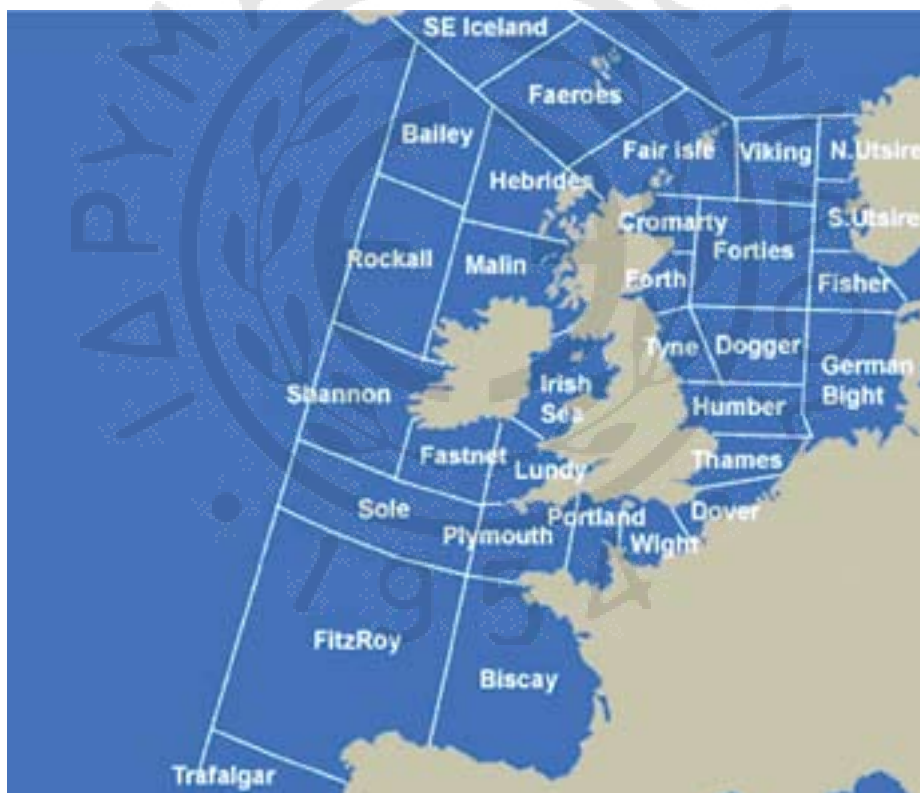 SE Iceland
Faeroes
Bailey
Fair isle
Viking
N.Utsire
Hebrides
Cromarty
S.Utsire
Rockall
Malin
Forties
Forth
Fisher
Tyne
Dogger
German
Bight
Irish
Sea
Shannon
Humber
Fastnet
Lundy
Thames
Sole
Plymouth
Portland
Dover
Wight
FitzRoy
Biscay
Trafalgar
1954